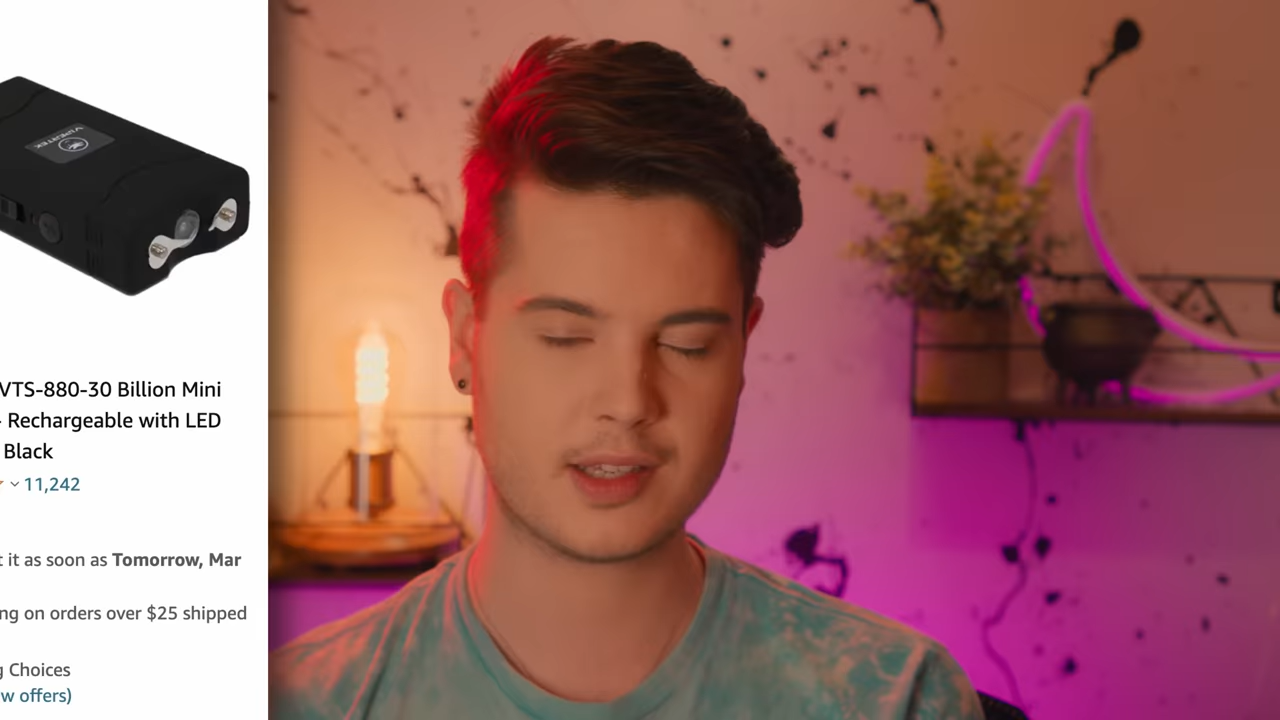 VIPERTEK
VTS-880-30 Billion Mini
- Rechargeable with LED
Black
11,242
t it as soon as Tomorrow, Mar
ng on orders over $25 shipped
g Choices
w offers)